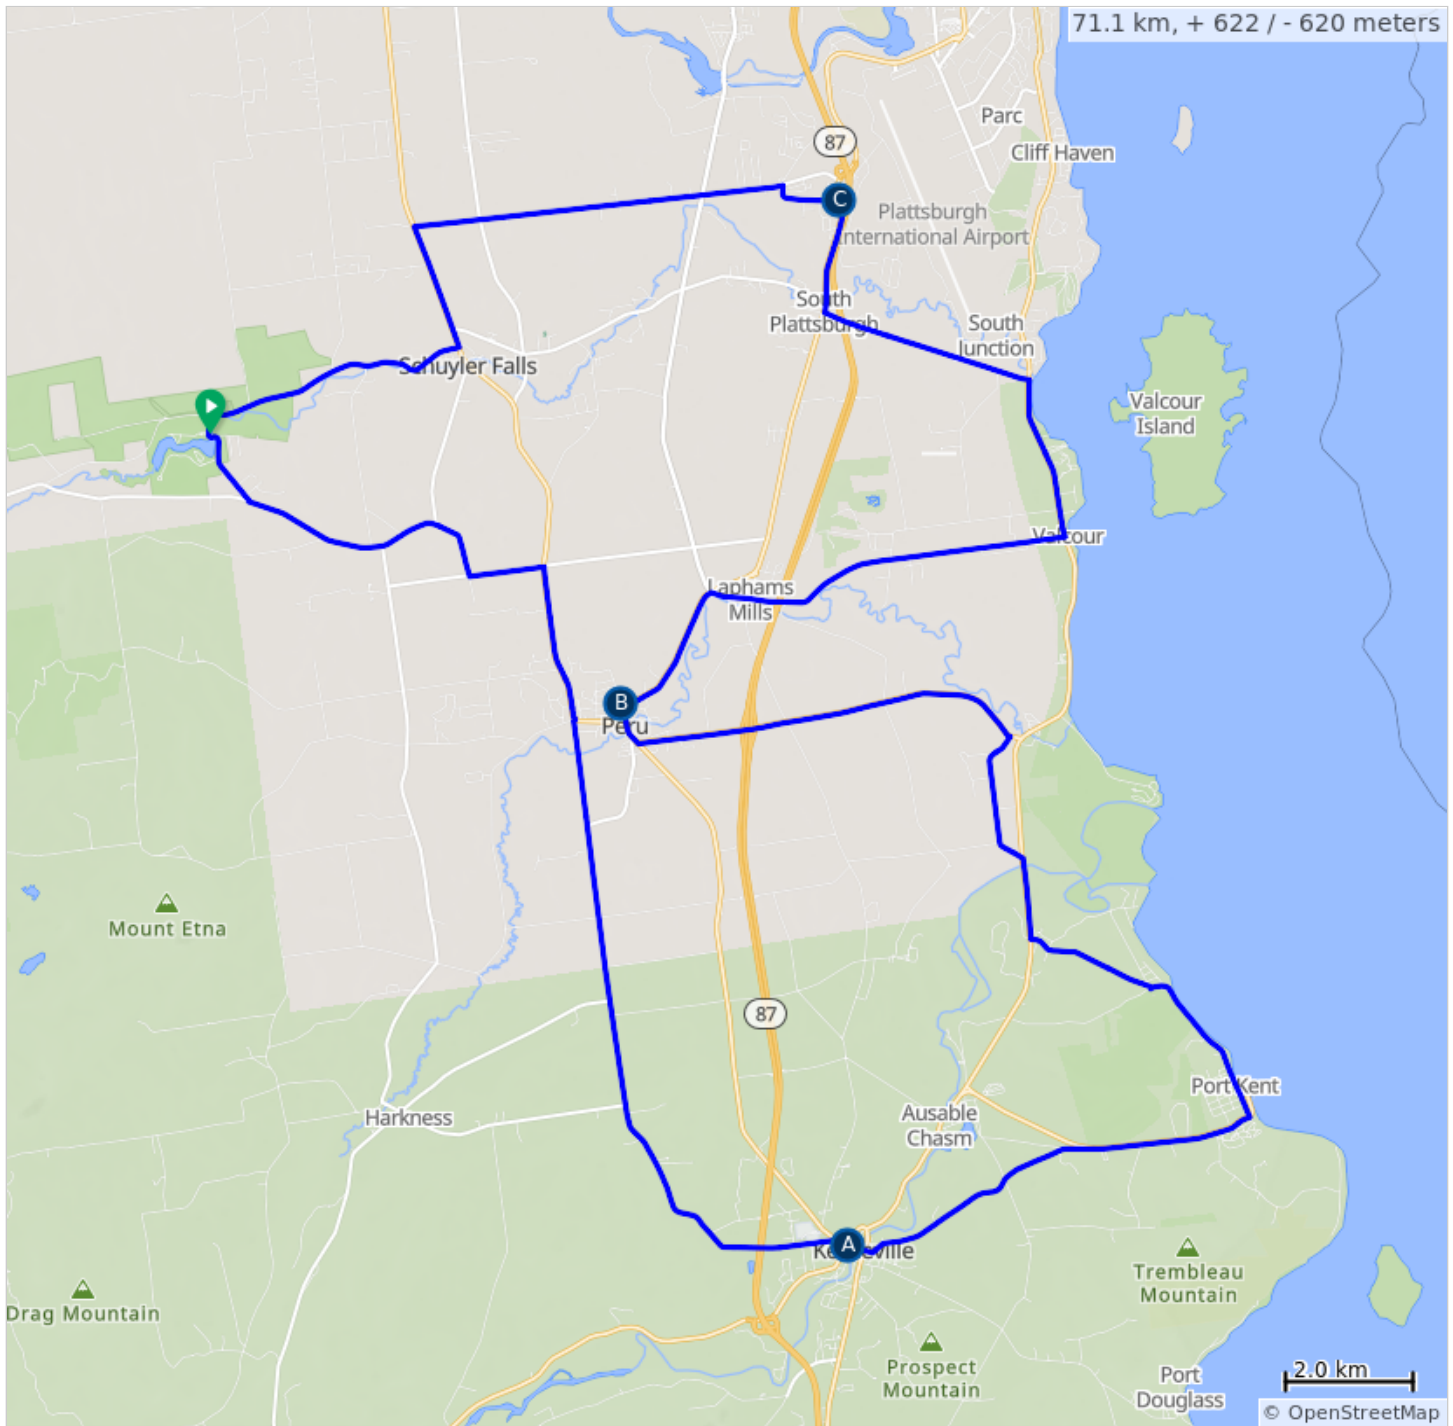 71.1 km, + 622 / - 620 meters
Parc
87
Cliff Haven
C
Plattsburgh
International Airport
South
Plattsburgh
South
Junction
Schuyler Falls
Valcour
Island
Valcour
Laphams
Mills
B
Peru
Mount Etna
87
Port Kent
Harkness
Ausable
Chasm
A
Trembleau
Mountain
Drag Mountain
Prospect
Mountain
Port
Douglass
2.0 km
© OpenStreetMap